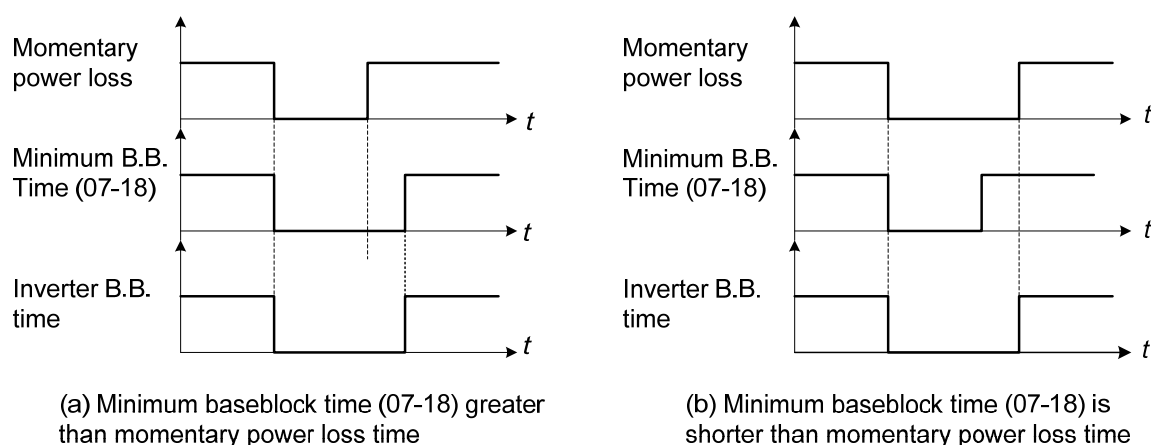 Momentary
power loss
t
Minimum B.B.
Time (07-18)
t
Inverter B.B.
time
t
(a) Minimum baseblock time (07-18) greater
than momentary power loss time
Momentary
power loss
t
Minimum B.B.
Time (07-18)
t
Inverter B.B.
time
t
(b) Minimum baseblock time (07-18) is
shorter than momentary power loss time